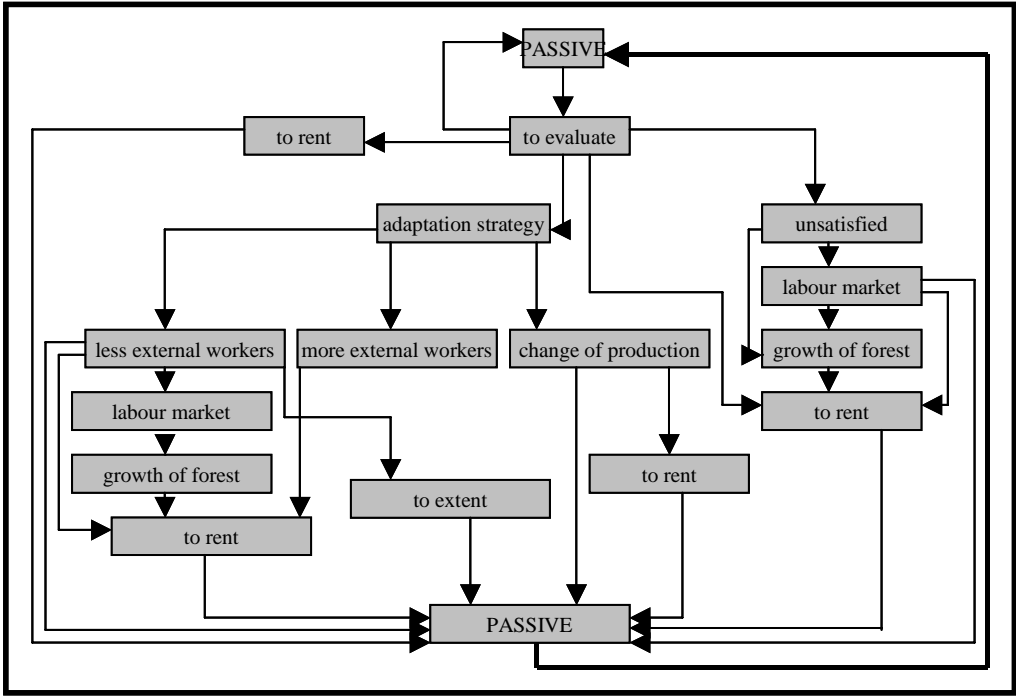 PASSIVE
to rent
to evaluate
adaptation strategy
unsatisfied
labour market
less external workers
more external workers
change of production
growth of forest
labour market
to rent
growth of forest
to rent
to extent
to rent
PASSIVE